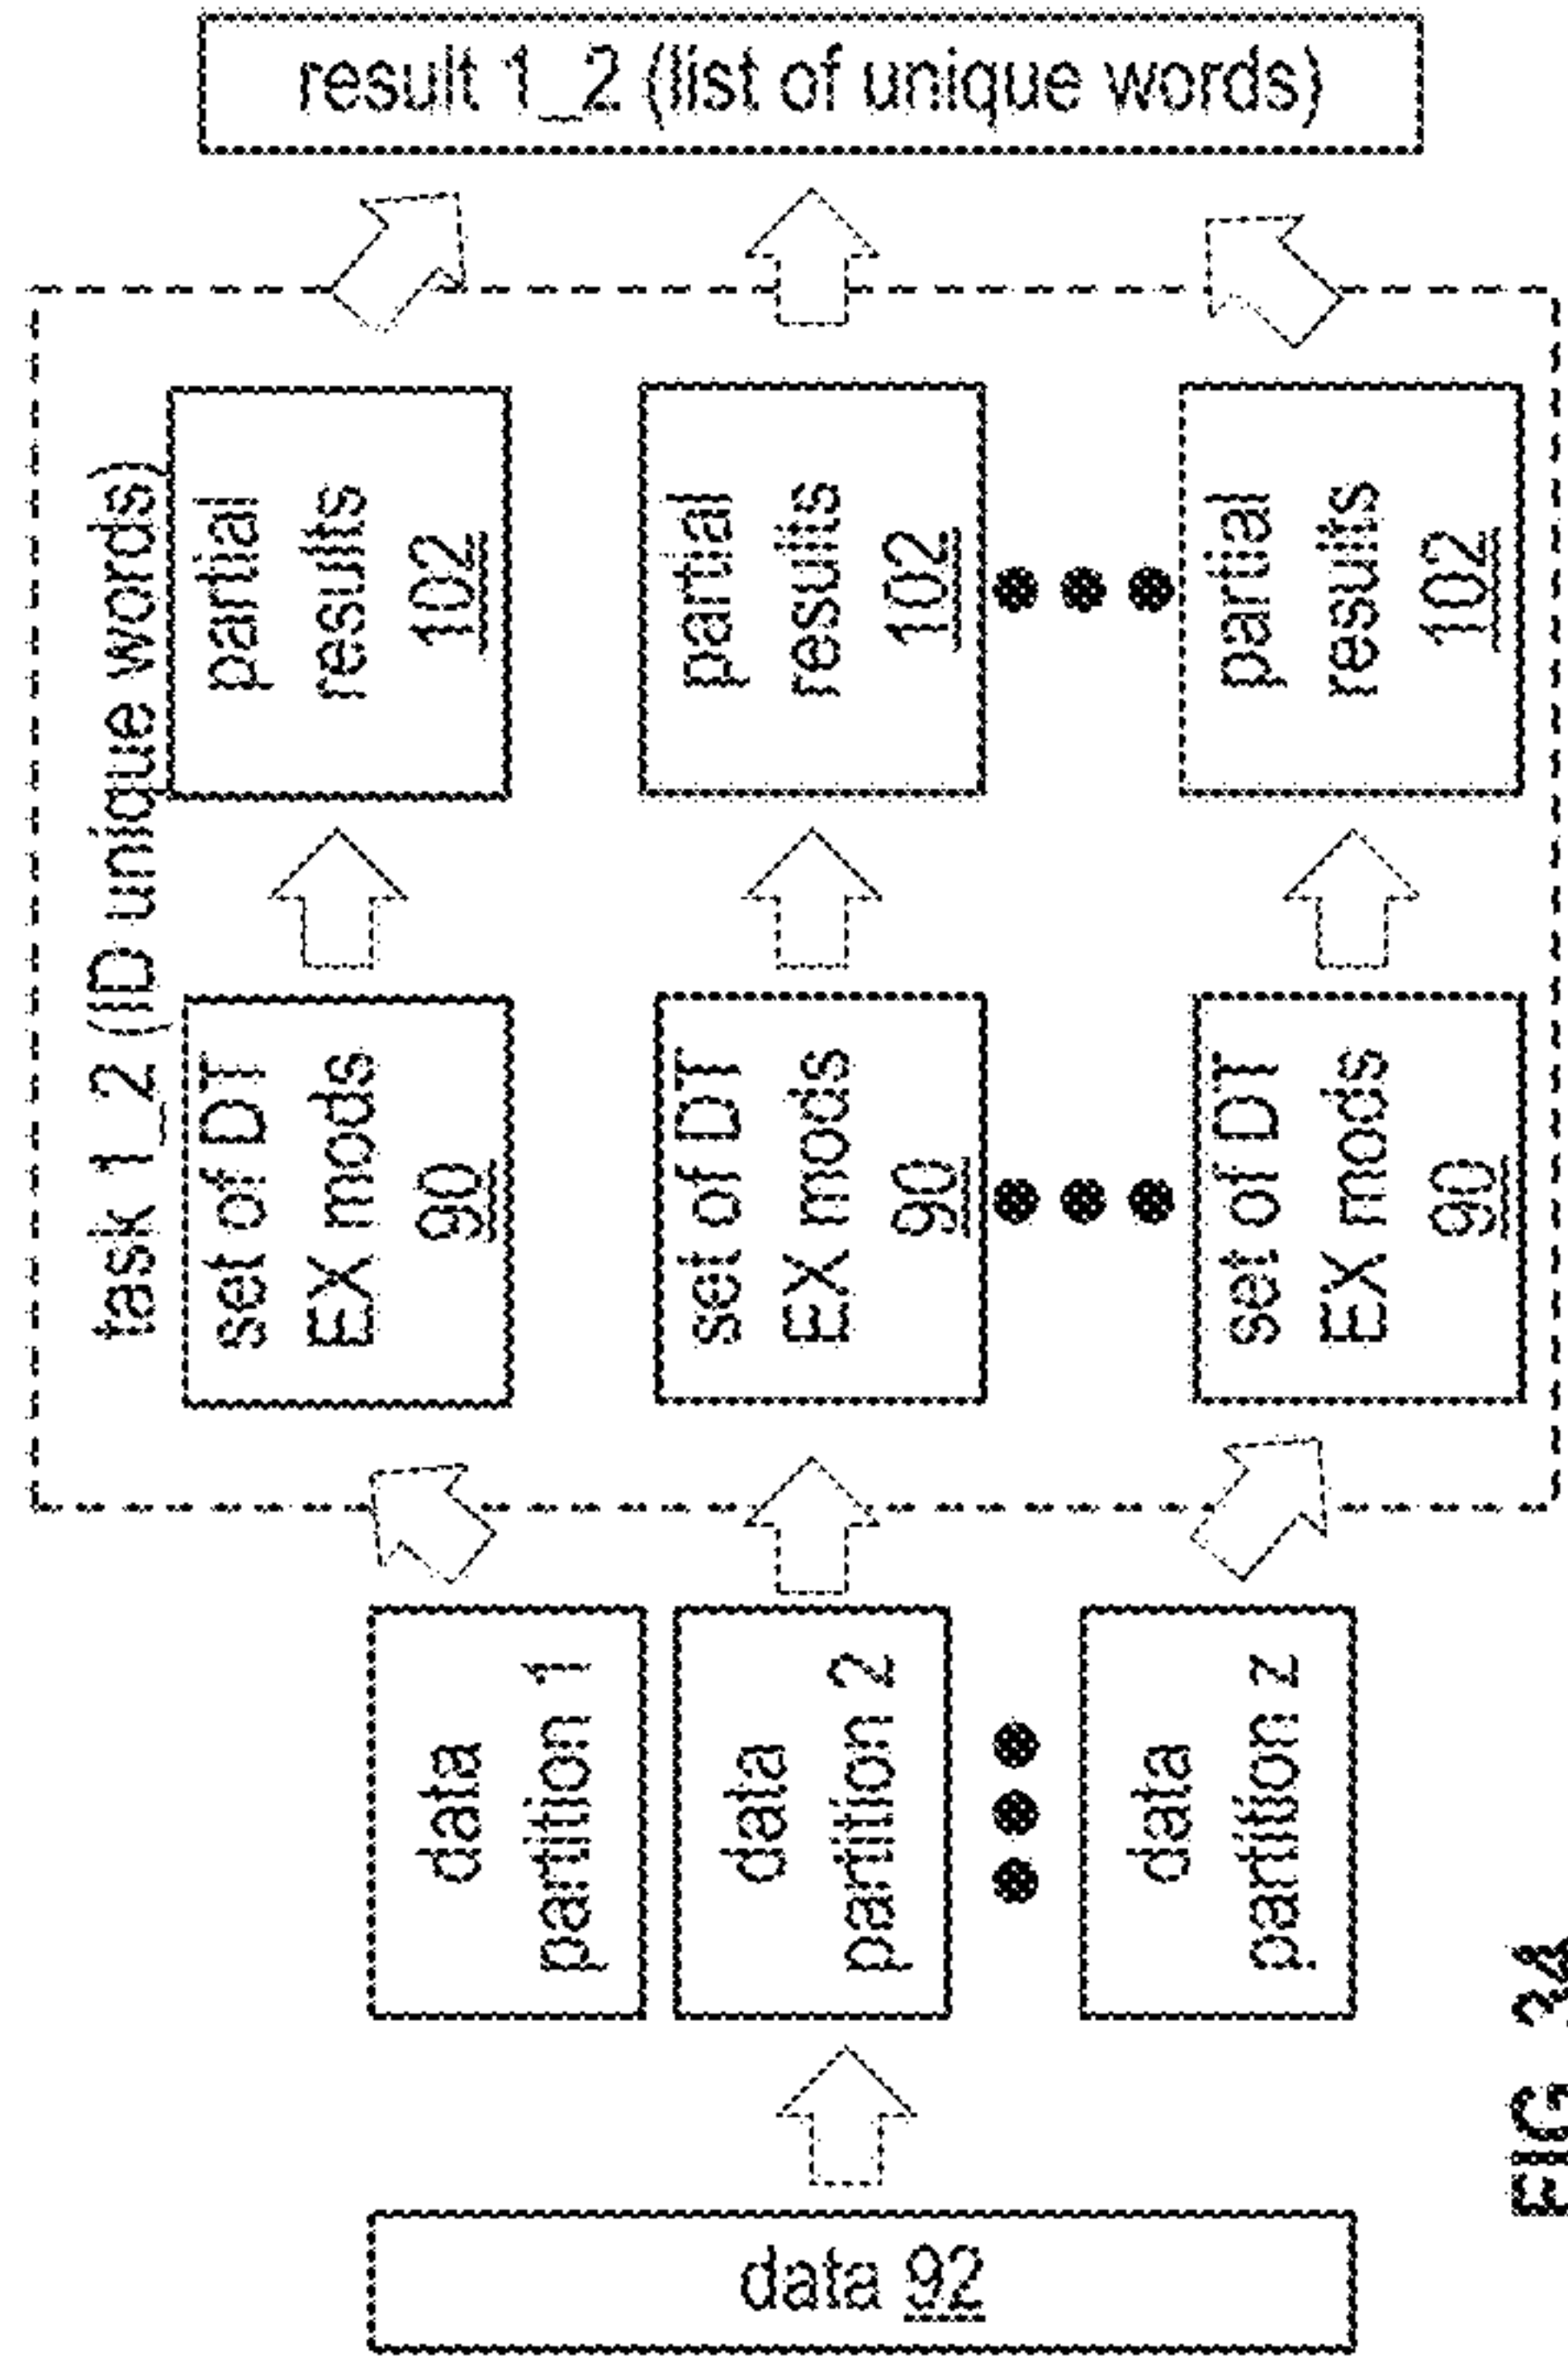 data 92
data
partition 1
data
partition 2
data
partition z
task 1_2 (ID unique words)
set of DT
EX mods
90
set of DT
EX mods
90
set of DT
EX mods
90
partial
results
102
partial
results
102
partial
results
102
result 1_2 (list of unique words)
FIG.